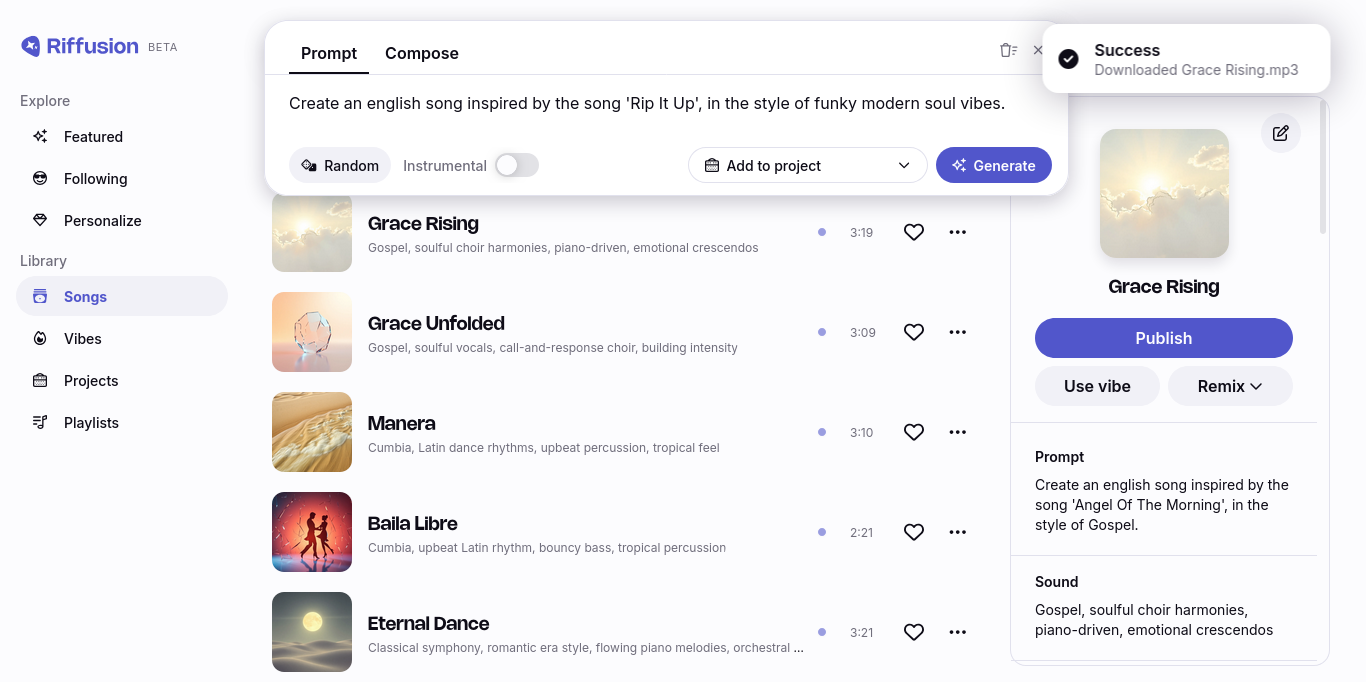 Riffusion BETA
Explore
Featured
Following
Personalize
Library
Songs
Vibes
Projects
Playlists
Prompt Compose
Create an english song inspired by the song 'Rip It Up', in the style of funky modern soul vibes.
Random Instrumental Add to project Generate
Success
Downloaded Grace Rising.mp3
Grace Rising
Gospel, soulful choir harmonies, piano-driven, emotional crescendos
3:19
Grace Unfolded
Gospel, soulful vocals, call-and-response choir, building intensity
3:09
Manera
Cumbia, Latin dance rhythms, upbeat percussion, tropical feel
3:10
Baila Libre
Cumbia, upbeat Latin rhythm, bouncy bass, tropical percussion
2:21
Eternal Dance
Classical symphony, romantic era style, flowing piano melodies, orchestral ...
3:21
Grace Rising
Publish
Use vibe Remix
Prompt
Create an english song inspired by the
song 'Angel Of The Morning', in the
style of Gospel.
Sound
Gospel, soulful choir harmonies,
piano-driven, emotional crescendos